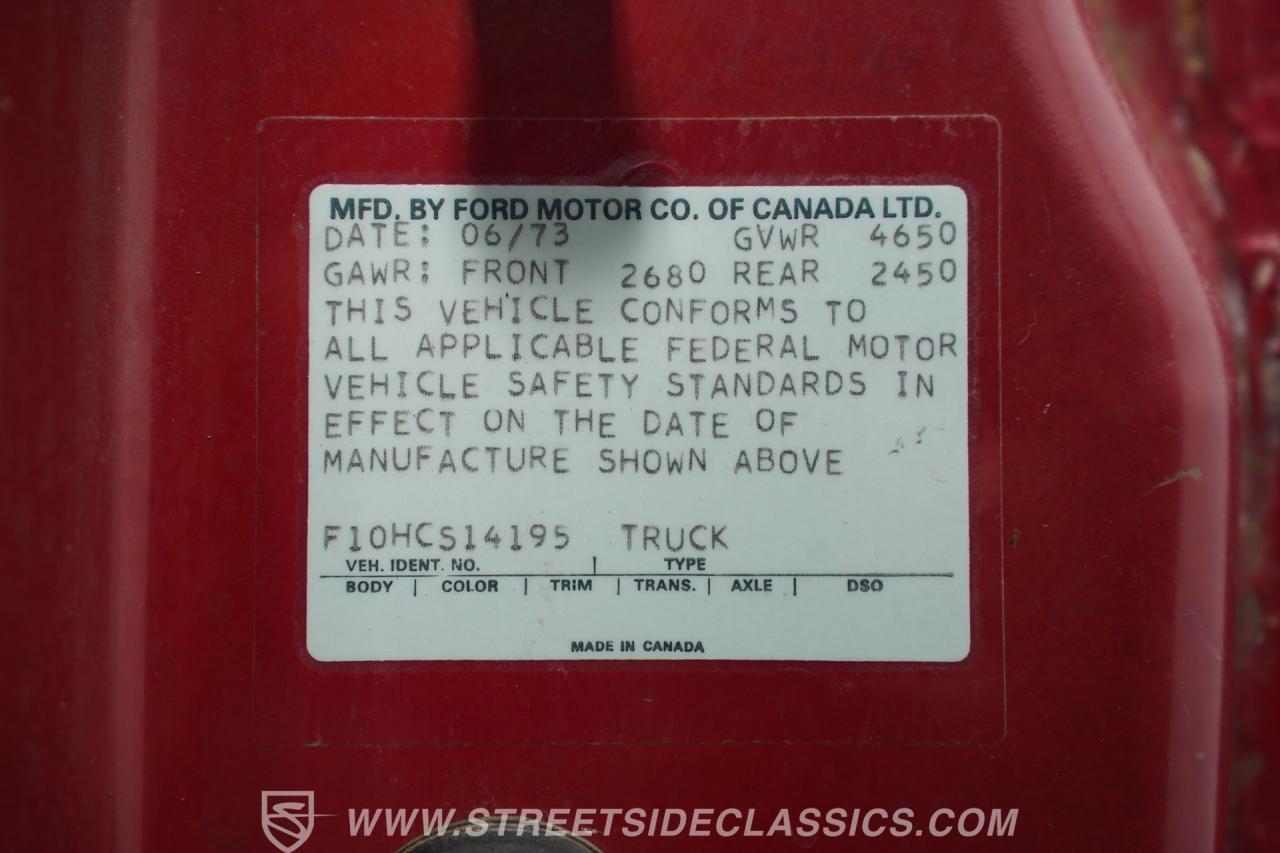 MFD. BY FORD MOTOR CO. OF CANADA LTD.
DATE: 06/73 GVWR 4650
GAWR: FRONT 2680 REAR 2450
THIS VEHICLE CONFORMS TO
ALL APPLICABLE FEDERAL MOTOR
VEHICLE SAFETY STANDARDS IN
EFFECT ON THE DATE OF
MANUFACTURE SHOWN ABOVE
F10HCS14195 TRUCK
VEH. IDENT. NO. | TYPE
BODY | COLOR | TRIM | TRANS. | AXLE | DSO
MADE IN CANADA
WWW.STREETSIDECLASSICS.COM